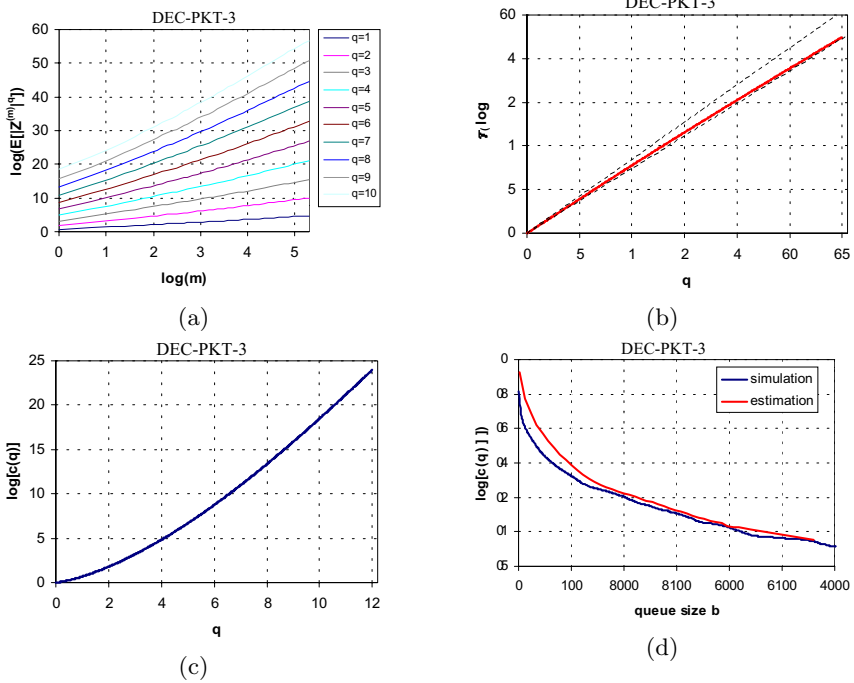 DEC-PKT-3
60
50
40
30
20
10
0
0 1 2 3 4 5
log(E[|Z^(m)|^q])
log(m)
q=1
q=2
q=3
q=4
q=5
q=6
q=7
q=8
q=9
q=10
(a)
DEC-PKT-3
60
4
2
1
5
0
0 5 1 2 4 60 65
q
(b)
DEC-PKT-3
25
20
15
10
5
0
0 2 4 6 8 10 12
log[c(q)]
q
(c)
DEC-PKT-3
0
0 100 8000 8100 6000 6100 4000
log[c(q)]])
queue size b
simulation
estimation
(d)